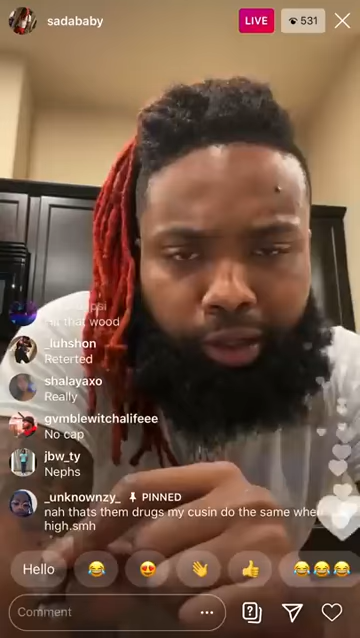 sadababy
LIVE
531
hit that wood
_luhshon
Reterted
shalayaxo
Really
gvmblewitchalifeee
No cap
jbw_ty
Nephs
_unknownzy_ PINNED
nah thats them drugs my cusin do the same when
high.smh
Hello
Comment